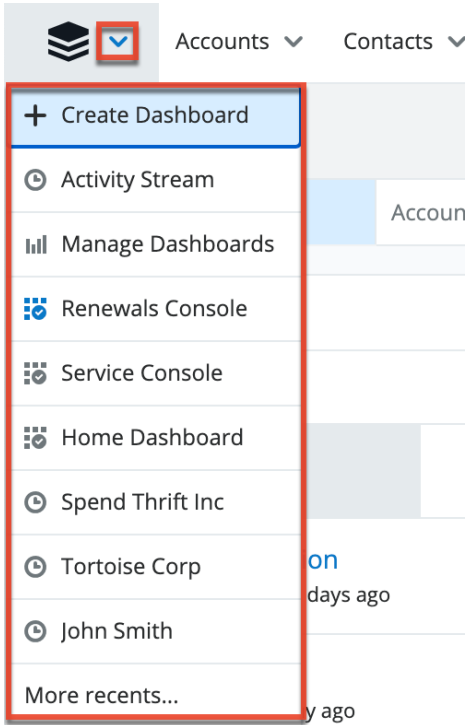 Accounts Contacts
Create Dashboard
Activity Stream
Accoun
Manage Dashboards
Renewals Console
Service Console
Home Dashboard
Spend Thrift Inc
Tortoise Corp
on
days ago
John Smith
More recents...
y ago